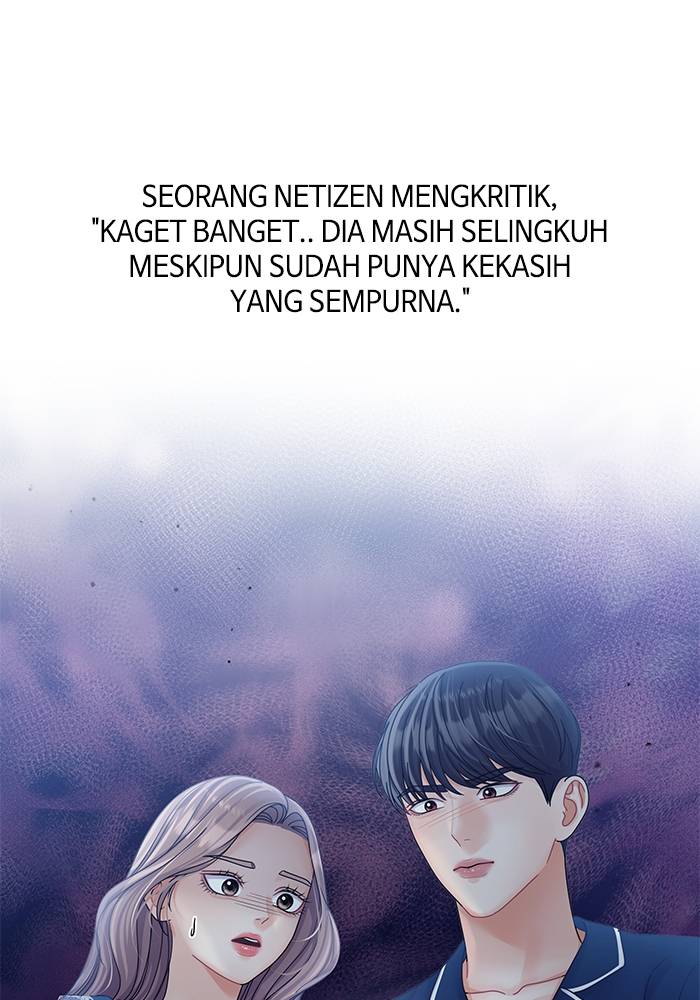 SEORANG NETIZEN MENGKRITIK,
"KAGET BANGET.. DIA MASIH SELINGKUH
MESKIPUN SUDAH PUNYA KEKASIH
YANG SEMPURNA."